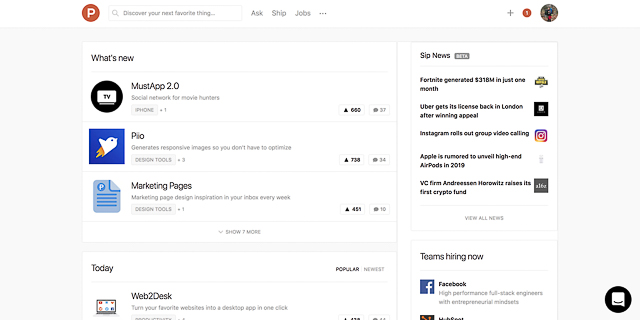 P
Discover your next favorite thing...
Ask
Ship
Jobs
1
What's new
MustApp 2.0
Social network for movie hunters
IPHONE + 1
660
37
TV
Piio
Generates responsive images so you don't have to optimize
DESIGN TOOLS + 3
738
34
Marketing Pages
Marketing page design inspiration in your inbox every week
DESIGN TOOLS + 1
451
10
P
SHOW 7 MORE
Today
POPULAR
NEWEST
Web2Desk
Turn your favorite websites into a desktop app in one click
Sip News BETA
Fortnite generated $318M in just one
month
Uber gets its license back in London
after winning appeal
Instagram rolls out group video calling
Apple is rumored to unveil high-end
AirPods in 2019
VC firm Andreessen Horowitz raises its
first crypto fund
a16z
VIEW ALL NEWS
Teams hiring now
Facebook
High performance full-stack engineers
with entrepreneurial mindsets
HubSpot